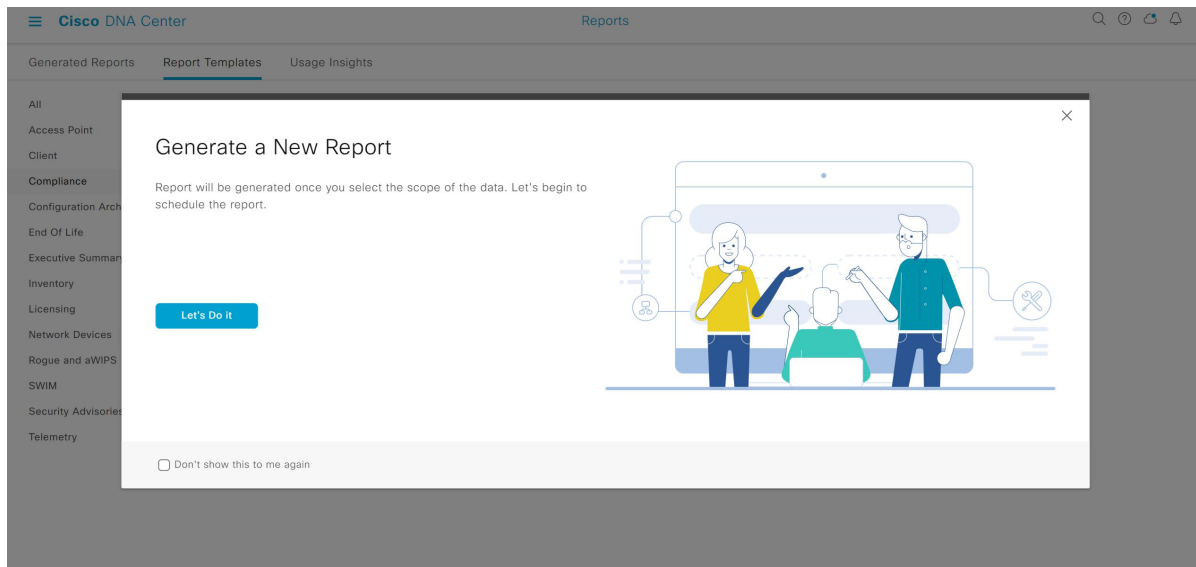 Cisco DNA Center
Reports
Generated Reports Report Templates Usage Insights
All
Access Point
Client
Compliance
Configuration Arch
End Of Life
Executive Summar
Inventory
Licensing
Network Devices
Rogue and aWIPS
SWIM
Security Advisories
Telemetry
Generate a New Report
Report will be generated once you select the scope of the data. Let's begin to
schedule the report.
Let's Do it
Don't show this to me again